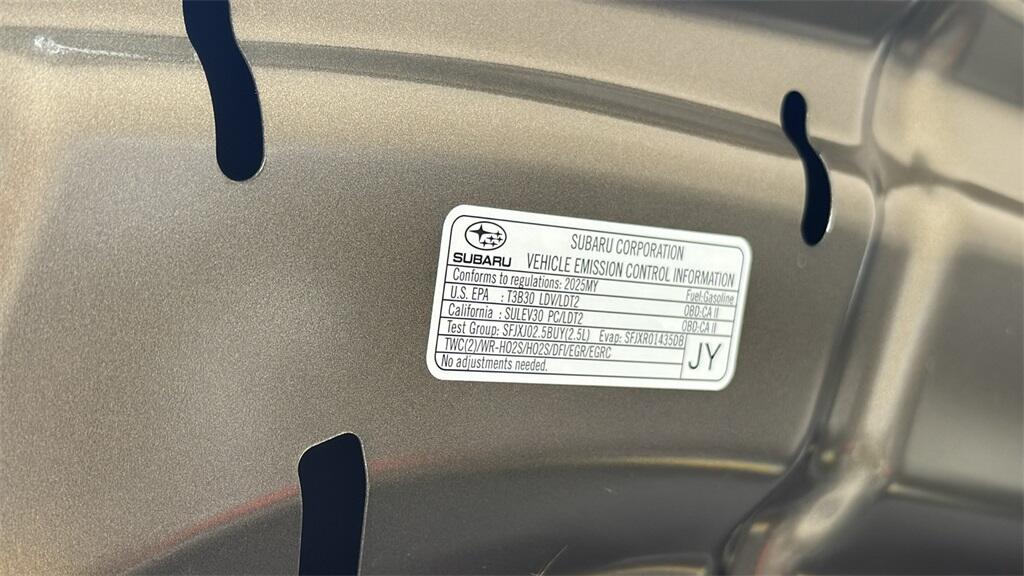 SUBARU
SUBARU CORPORATION
VEHICLE EMISSION CONTROL INFORMATION
Conforms to regulations: 2025MY Fuel:Gasoline
U.S. EPA : T3B30 LDV/LDT2 OBD:CA II
California : SULEV30 PC/LDT2 OBD:CA II
Test Group: SFJXJ02.5BUY(2.5L) Evap: SFJXR01435DB
TWC(2)/WR-HO2S/HO2S/DFI/EGR/EGRC
No adjustments needed.
JY